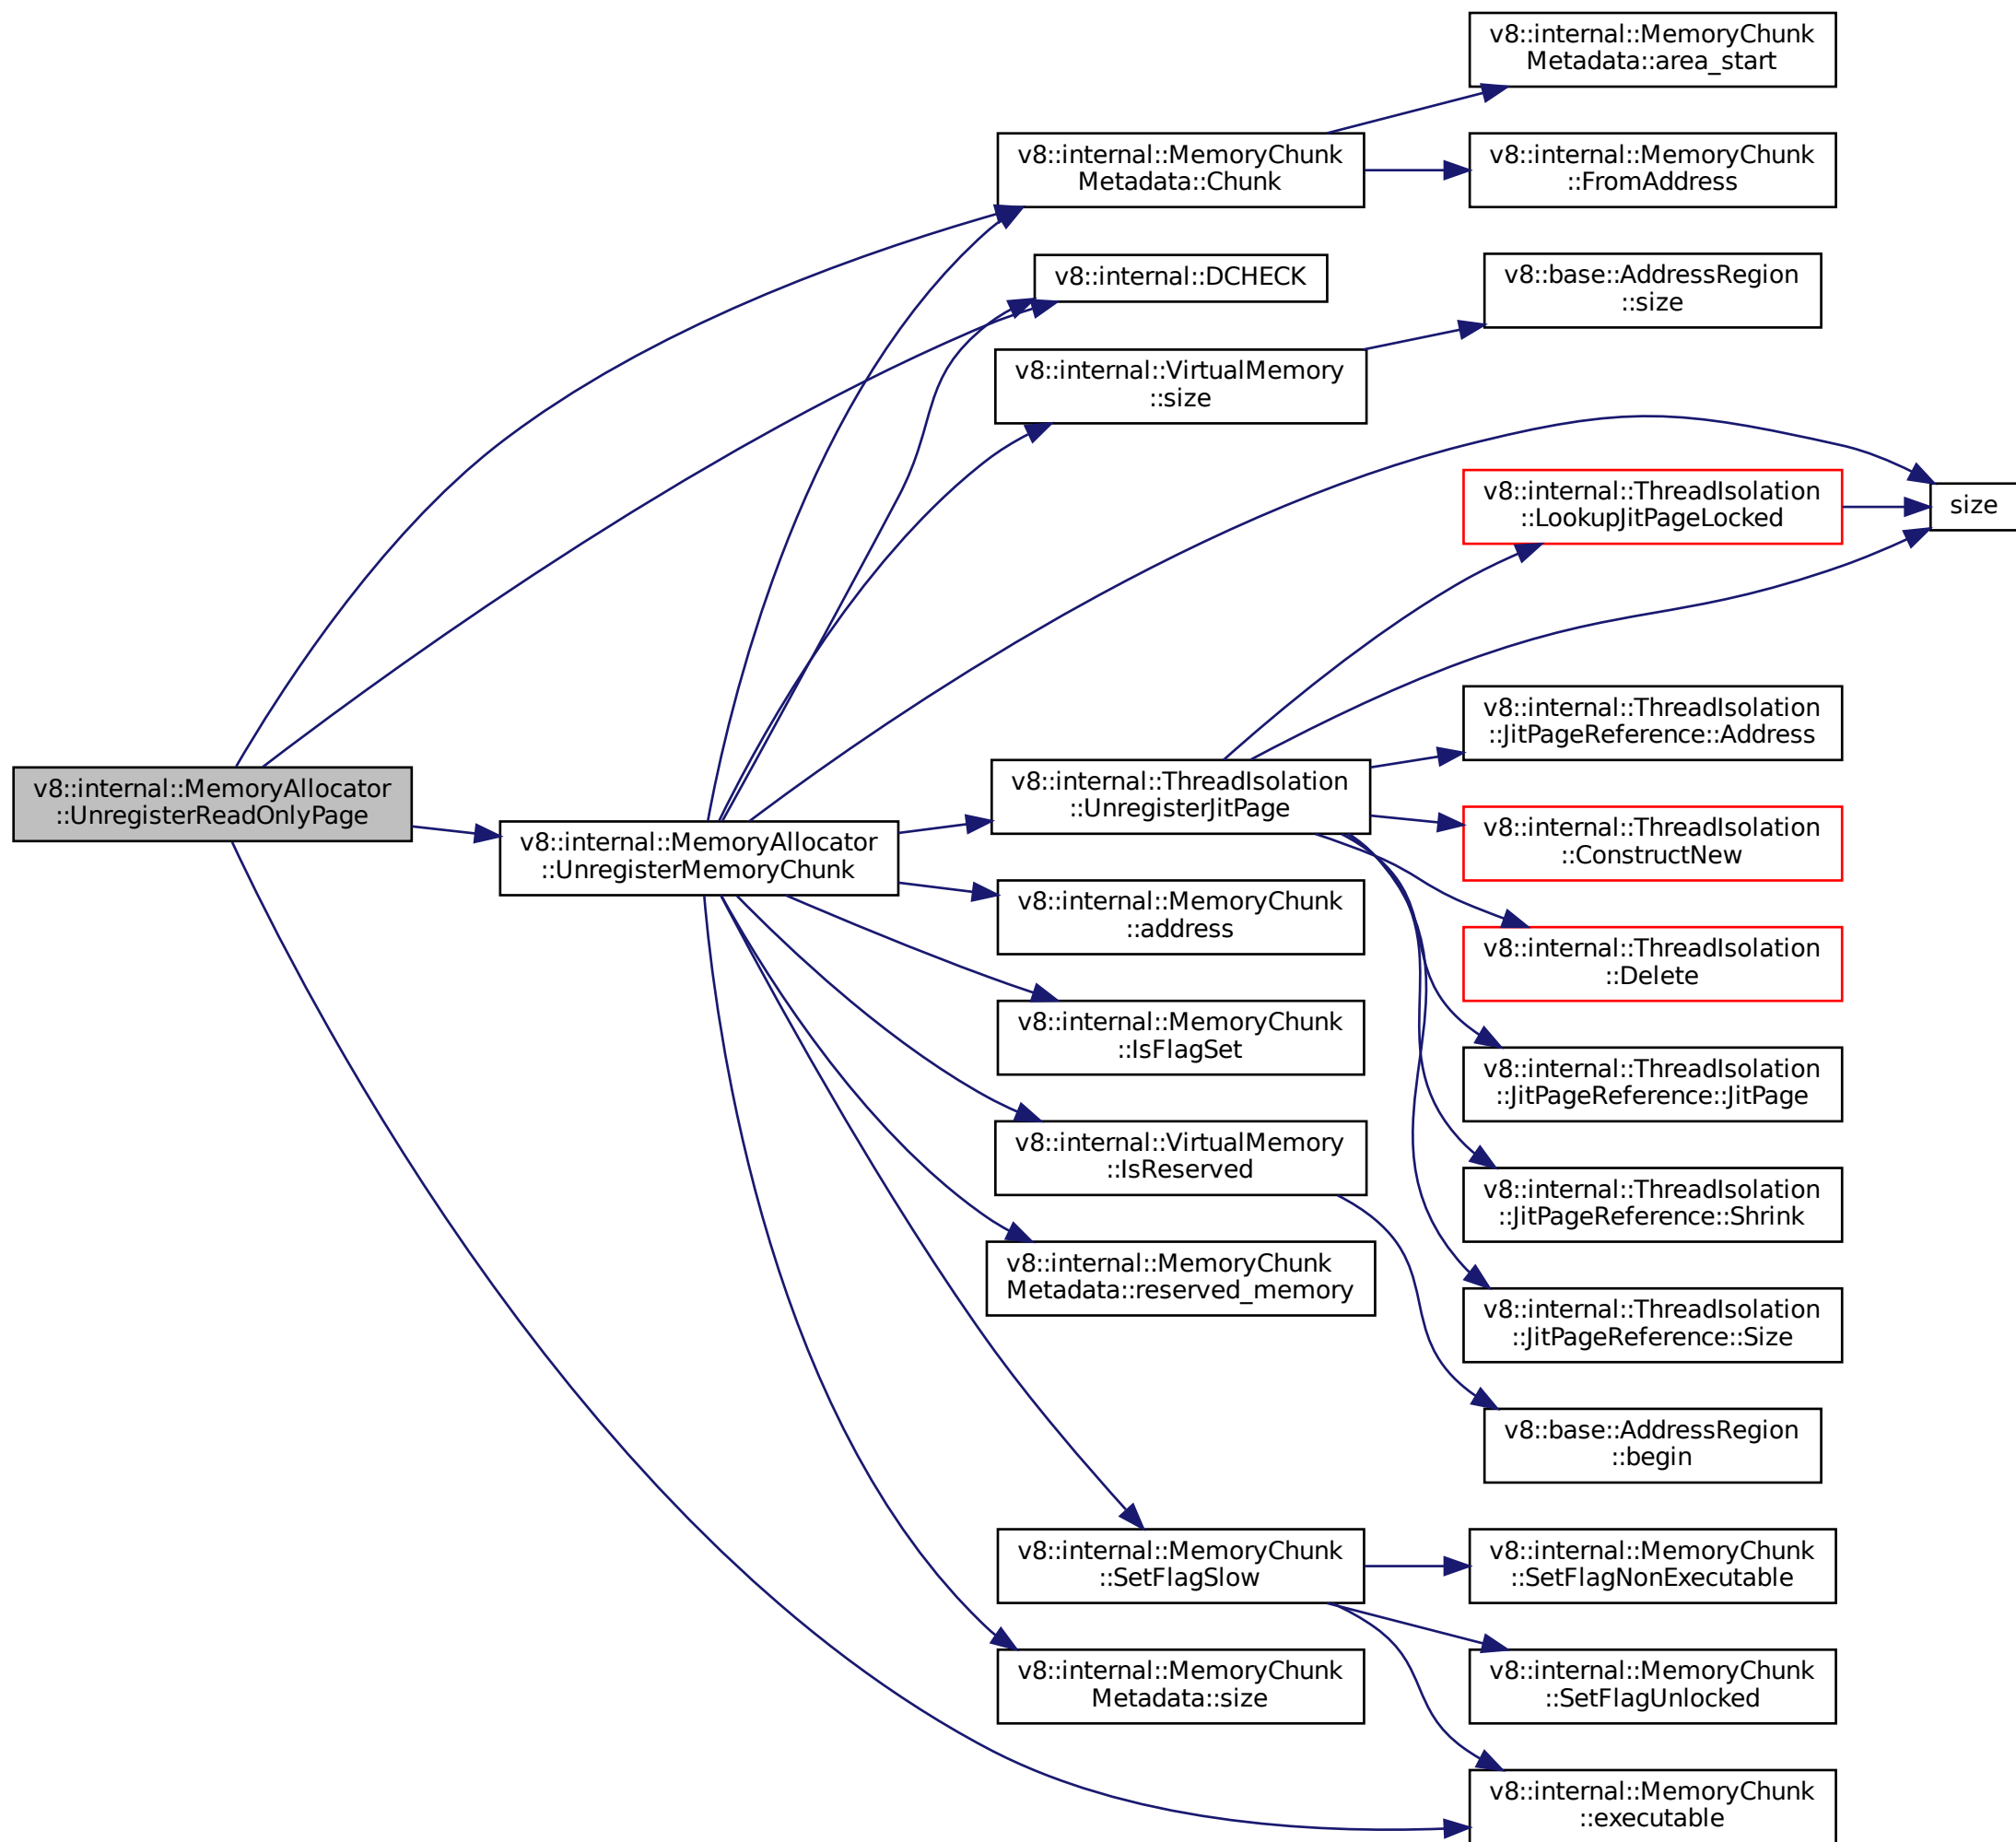 v8::internal::MemoryChunk
Metadata::area_start
v8::internal::MemoryChunk
Metadata::Chunk
v8::internal::MemoryChunk
::FromAddress
v8::internal::DCHECK
v8::base::AddressRegion
::size
v8::internal::VirtualMemory
::size
v8::internal::ThreadIsolation
::LookupJitPageLocked
size
v8::internal::ThreadIsolation
::JitPageReference::Address
v8::internal::MemoryAllocator
::UnregisterReadOnlyPage
v8::internal::ThreadIsolation
::UnregisterJitPage
v8::internal::MemoryAllocator
::UnregisterMemoryChunk
v8::internal::ThreadIsolation
::ConstructNew
v8::internal::MemoryChunk
::address
v8::internal::ThreadIsolation
::Delete
v8::internal::MemoryChunk
::IsFlagSet
v8::internal::ThreadIsolation
::JitPageReference::JitPage
v8::internal::VirtualMemory
::IsReserved
v8::internal::ThreadIsolation
::JitPageReference::Shrink
v8::internal::MemoryChunk
Metadata::reserved_memory
v8::internal::ThreadIsolation
::JitPageReference::Size
v8::base::AddressRegion
::begin
v8::internal::MemoryChunk
::SetFlagSlow
v8::internal::MemoryChunk
::SetFlagNonExecutable
v8::internal::MemoryChunk
Metadata::size
v8::internal::MemoryChunk
::SetFlagUnlocked
v8::internal::MemoryChunk
::executable